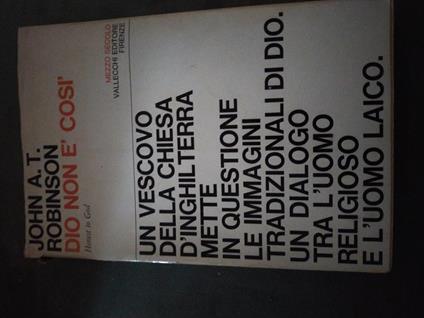 JOHN A. T.
ROBINSON
DIO NON E' COSI'
Honest to God
MEZZO SECOLO
VALLECCHI EDITORE
FIRENZE
UN VESCOVO
DELLA CHIESA
D'INGHILTERRA
METTE
IN QUESTIONE
LE IMMAGINI
TRADIZIONALI DI DIO.
UN DIALOGO
TRA L'UOMO
RELIGIOSO
E L'UOMO LAICO.